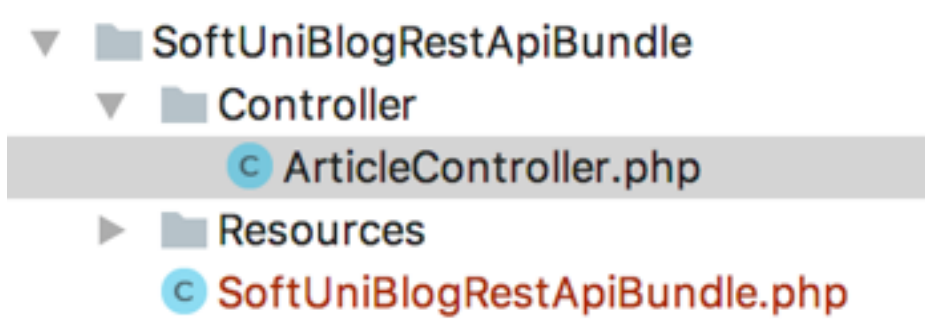 SoftUniBlogRestApiBundle
Controller
C ArticleController.php
Resources
C SoftUniBlogRestApiBundle.php